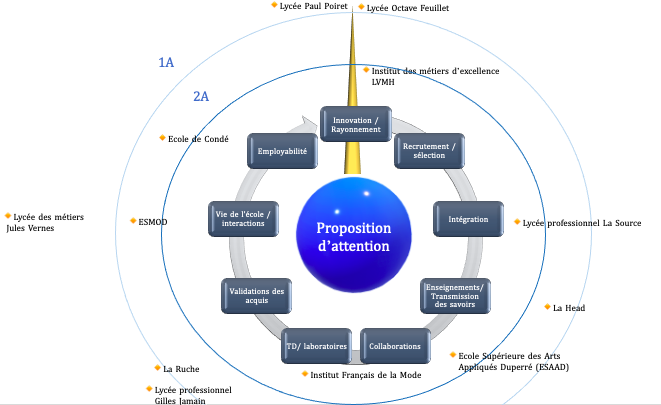 Lycée Paul Poiret
Lycée Octave Feuillet
1A
Institut des métiers d'excellence
LVMH
2A
Innovation /
Rayonnement
Ecole de Condé
Employabilité
Recrutement /
sélection
Lycée des métiers
Jules Vernes
ESMOD
Vie de l'école /
interactions
Intégration
Lycée professionnel La Source
Proposition
d'attention
Validations des
acquis
Enseignements/
Transmission
des savoirs
La Head
TD/ laboratoires
Collaborations
Ecole Supérieure des Arts
Appliqués Duperré (ESAAD)
La Ruche
Institut Français de la Mode
Lycée professionnel
Gilles Jamain